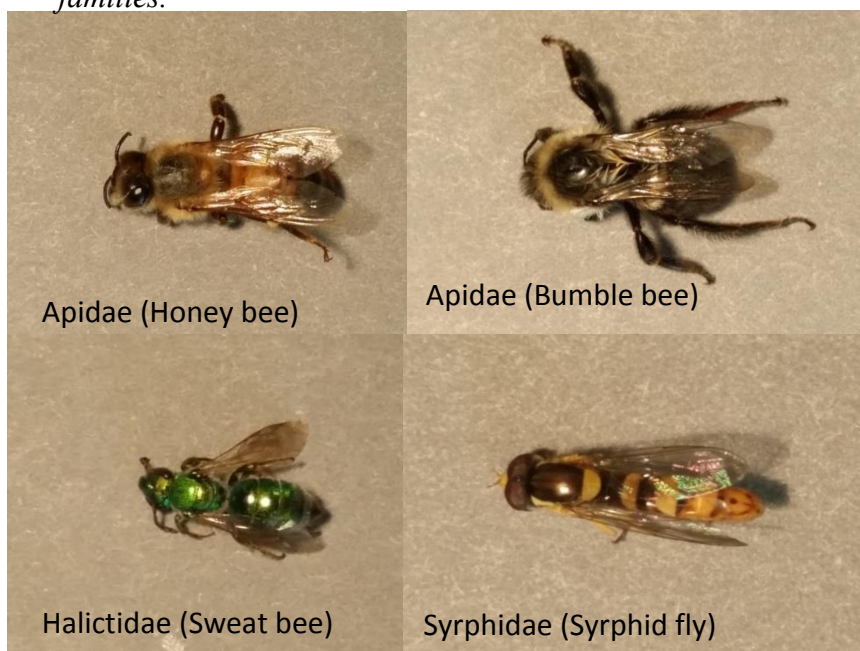 families.
Apidae (Honey bee)
Apidae (Bumble bee)
Halictidae (Sweat bee)
Syrphidae (Syrphid fly)